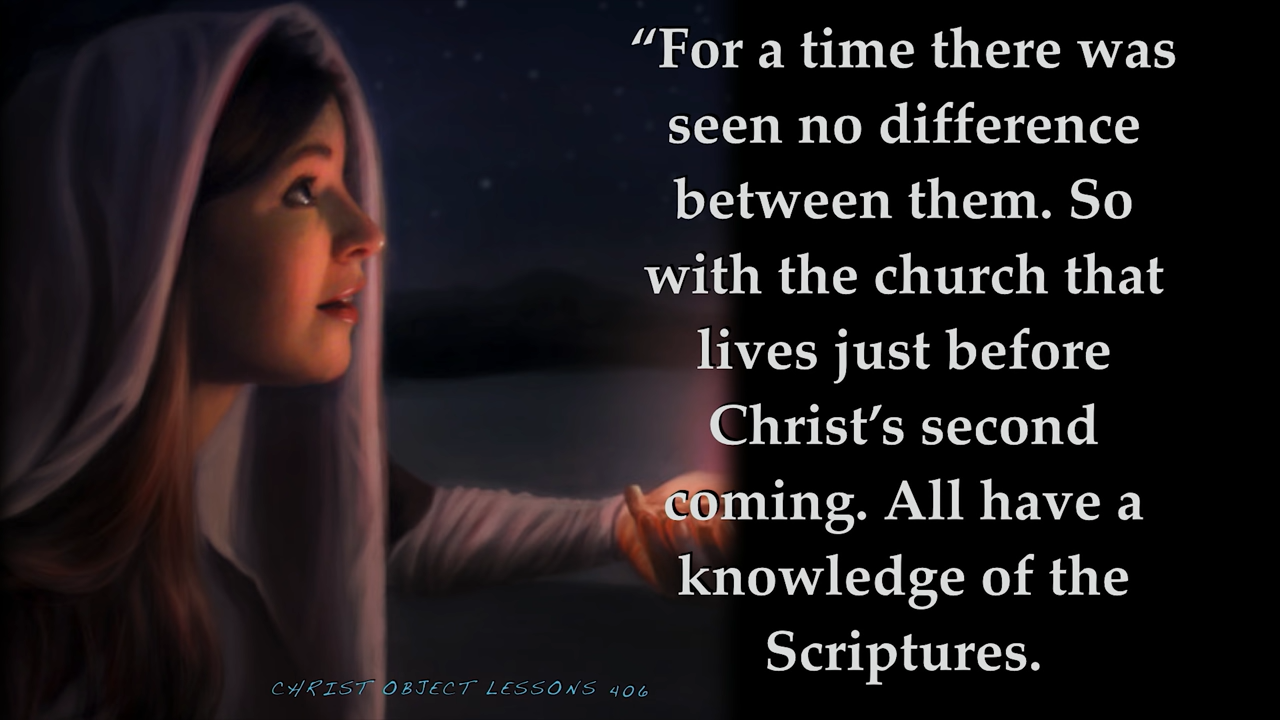 “For a time there was
seen no difference
between them. So
with the church that
lives just before
Christ’s second
coming. All have a
knowledge of the
Scriptures.
CHRIST OBJECT LESSONS 406